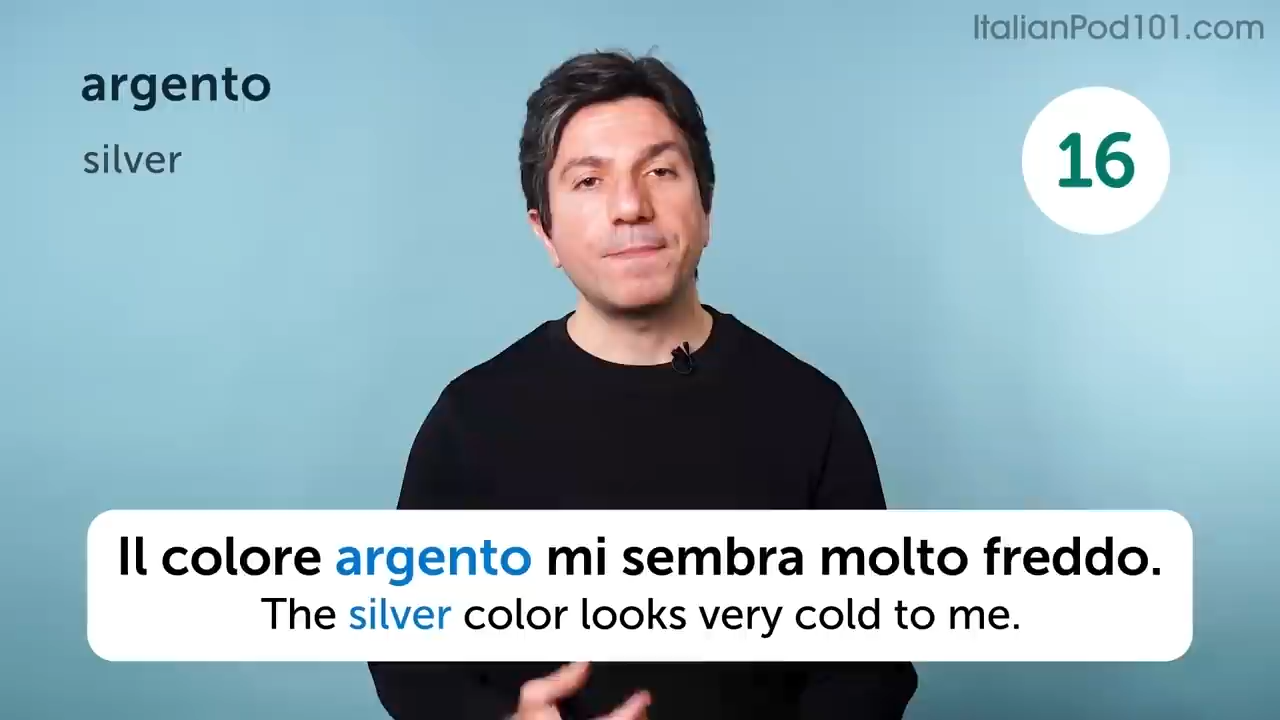 ItalianPod101.com
argento
silver
16
Il colore argento mi sembra molto freddo.
The silver color looks very cold to me.